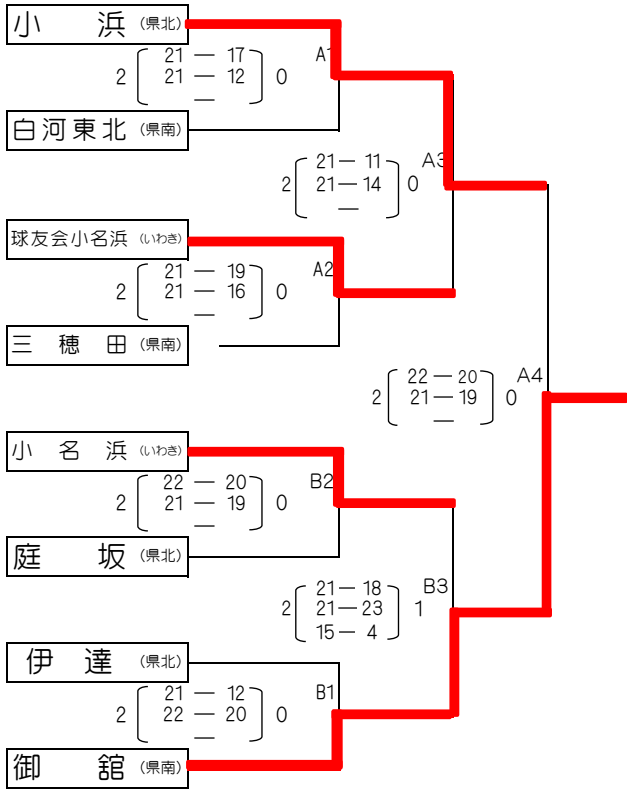 小 浜 (県北)
21 — 17 A1
2 21 — 12 0
—
白河東北 (県南)
21 — 11 A3
2 21 — 14 0
—
球友会小名浜 (いわき)
21 — 19 A2
2 21 — 16 0
—
三 穂 田 (県南)
22 — 20 A4
2 21 — 19 0
—
小 名 浜 (いわき)
22 — 20 B2
2 21 — 19 0
—
庭 坂 (県北)
21 — 18 B3
2 21 — 23 1
15 — 4
伊 達 (県北)
21 — 12 B1
2 22 — 20 0
—
御 舘 (県南)